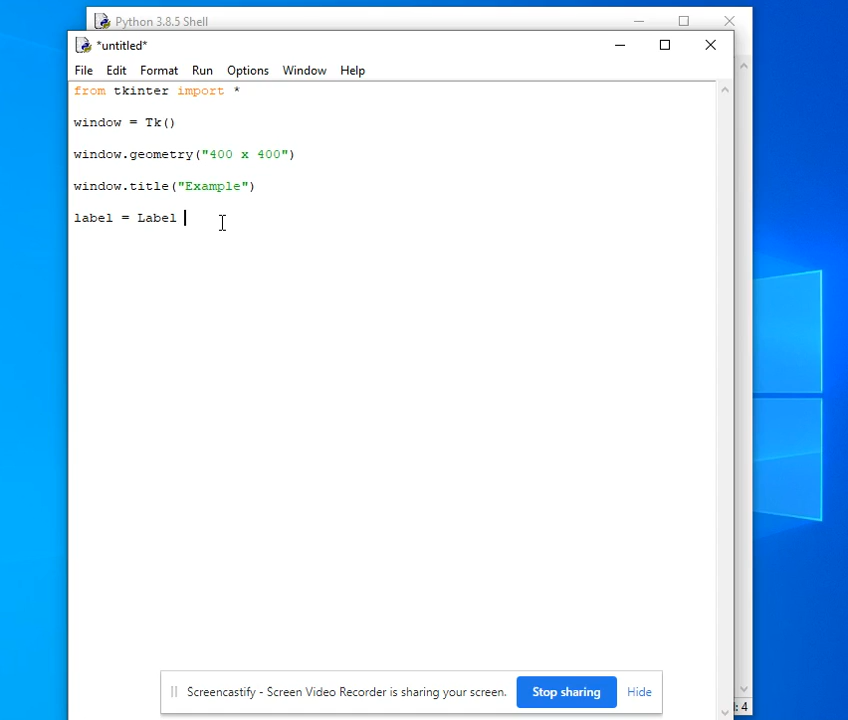 Python 3.8.5 Shell
*untitled*
File Edit Format Run Options Window Help
from tkinter import *
window = Tk()
window.geometry("400 x 400")
window.title("Example")
label = Label
Screencastify - Screen Video Recorder is sharing your screen. Stop sharing Hide
: 4